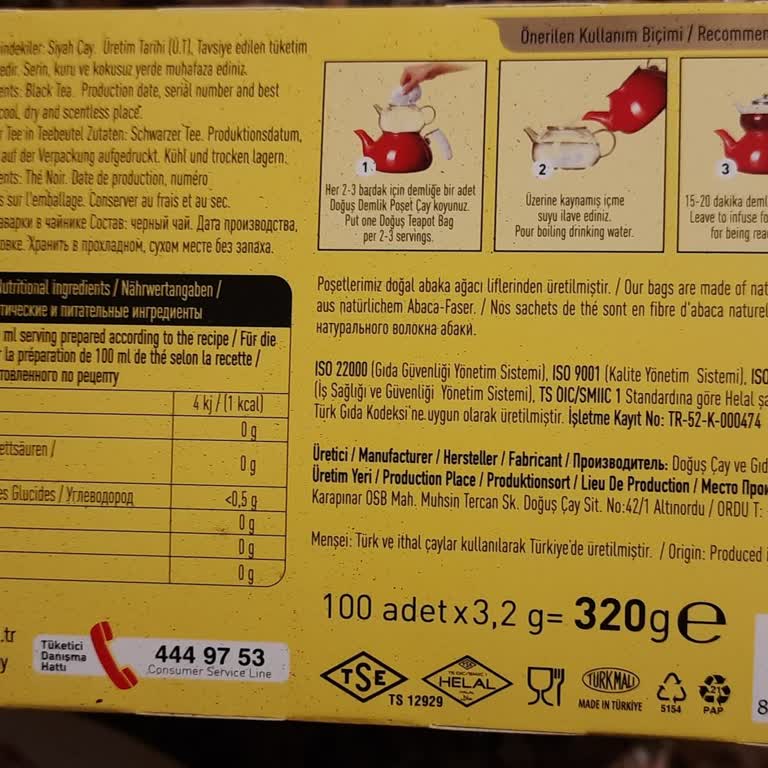 indekiler: Siyah Çay. Üretim Tarihi (Ü.T), Tavsiye edilen tüketim
edir. Serin, kuru ve kokusuz yerde muhafaza ediniz.
ents: Black Tea. Production date, serial number and best
cool, dry and scentless place.
r Tee in Teebeutel Zutaten: Schwarzer Tee. Produktionsdatum,
auf der Verpackung aufgedruckt. Kühl und trocken lagern.
ents: Thé Noir. Date de production, numéro
s sur l'emballage. Conserver au frais et au sec.
аварки в чайнике Состав: черный чай. Дата производства,
овке. Хранить в прохладном, сухом месте без запаха.
Nutritional ingredients / Nährwertangaben /
тические и питательные ингредиенты
ml serving prepared according to the recipe / Für die
la préparation de 100 ml de thé selon la recette /
товленного по рецепту
4 kj / (1 kcal)
0 g
ettsäuren /
0 g
es Glucides / Углеводород
<0,5 g
0 g
0 g
0 g
.tr
y
Tüketici
Danışma
Hattı
444 97 53
Consumer Service Line
Önerilen Kullanım Biçimi / Recommen
1
Her 2-3 bardak için demliğe bir adet
Doğuş Demlik Poşet Çay koyunuz.
Put one Doğuş Teapot Bag
per 2-3 servings.
2
Üzerine kaynamış içme
suyu ilave ediniz.
Pour boiling drinking water.
3
15-20 dakika deml
Leave to infuse fo
for being rea
Poşetlerimiz doğal abaka ağacı liflerinden üretilmiştir. / Our bags are made of nat
aus natürlichem Abaca-Faser. / Nos sachets de thé sont en fibre d'abaca naturel
натурального волокна абаки.
ISO 22000 (Gıda Güvenliği Yönetim Sistemi), ISO 9001 (Kalite Yönetim Sistemi), ISO
(İş Sağlığı ve Güvenliği Yönetim Sistemi), TS OIC/SMIIC 1 Standardına göre Helal şa
Türk Gıda Kodeksi'ne uygun olarak üretilmiştir. İşletme Kayıt No: TR-52-K-000474
Üretici / Manufacturer / Hersteller / Fabricant / Производитель: Doğuş Çay ve Gıd
Üretim Yeri / Production Place / Produktionsort / Lieu De Production / Место Прои
Karapınar OSB Mah. Muhsin Tercan Sk. Doğuş Çay Sit. No:42/1 Altınordu / ORDU T:
Menşei: Türk ve ithal çaylar kullanılarak Türkiye'de üretilmiştir. / Origin: Produced i
100 adet x 3,2 g= 320g e
TSE
TS 12929
TS OIC/SMIIC 1
HELAL
TÜRK MALI
MADE IN TÜRKİYE
5154
21
PAP
8